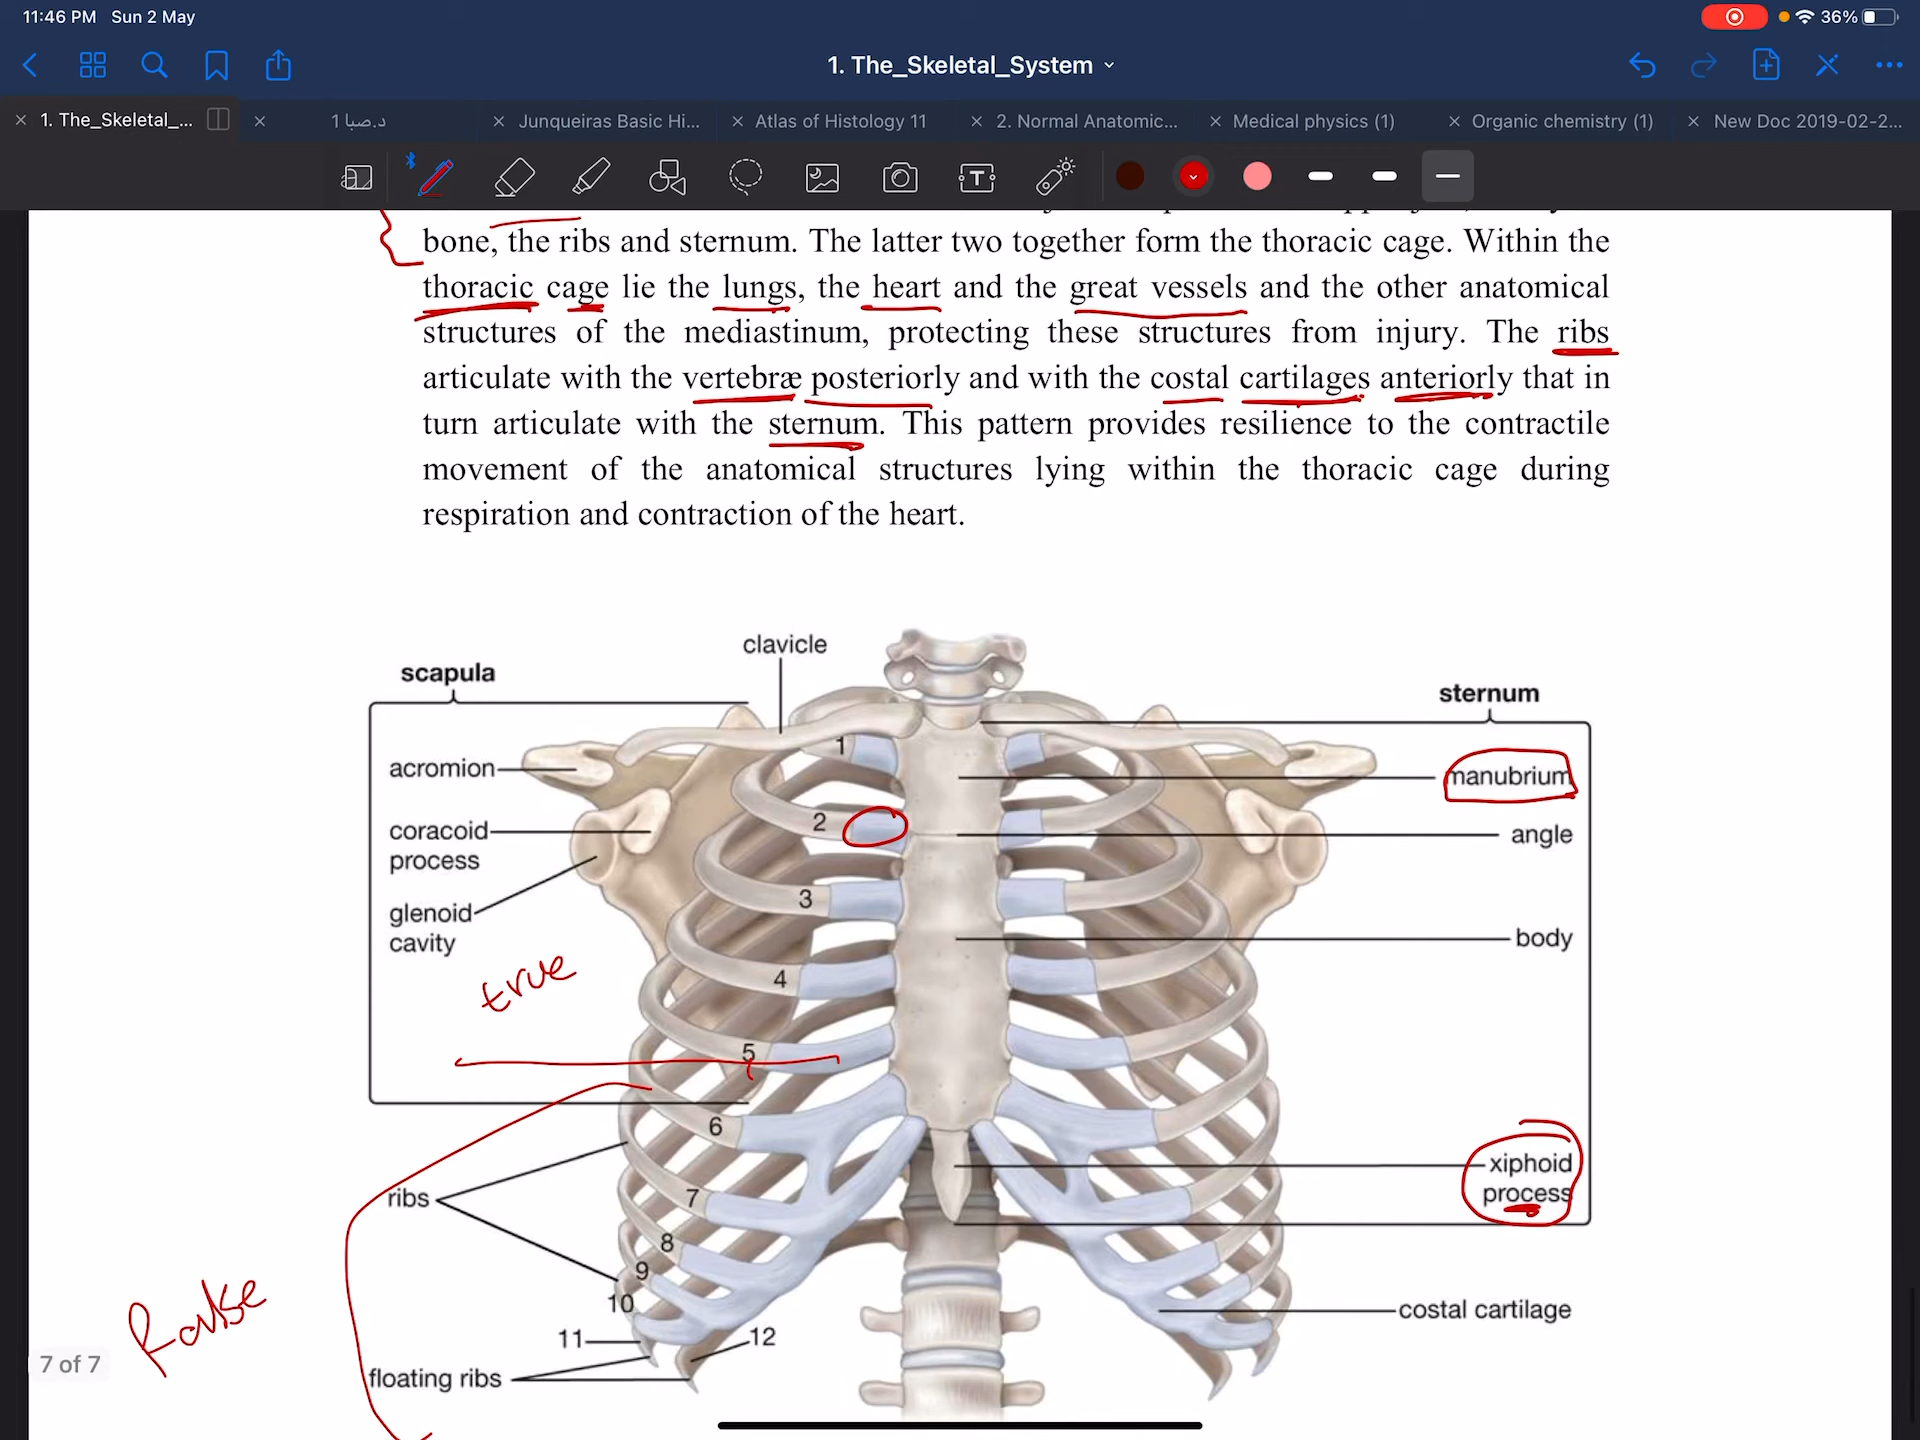 11:46 PM Sun 2 May
36%
1. The_Skeletal_System
1. The_Skeletal_...
د.صبا 1
Junqueiras Basic Hi...
Atlas of Histology 11
2. Normal Anatomic...
Medical physics (1)
Organic chemistry (1)
New Doc 2019-02-2...
bone, the ribs and sternum. The latter two together form the thoracic cage. Within the
thoracic cage lie the lungs, the heart and the great vessels and the other anatomical
structures of the mediastinum, protecting these structures from injury. The ribs
articulate with the vertebræ posteriorly and with the costal cartilages anteriorly that in
turn articulate with the sternum. This pattern provides resilience to the contractile
movement of the anatomical structures lying within the thoracic cage during
respiration and contraction of the heart.
clavicle
scapula
sternum
acromion
manubrium
coracoid
process
angle
glenoid
cavity
body
true
xiphoid
process
ribs
costal cartilage
false
floating ribs
1
2
3
4
5
6
7
8
9
10
11
12
7 of 7